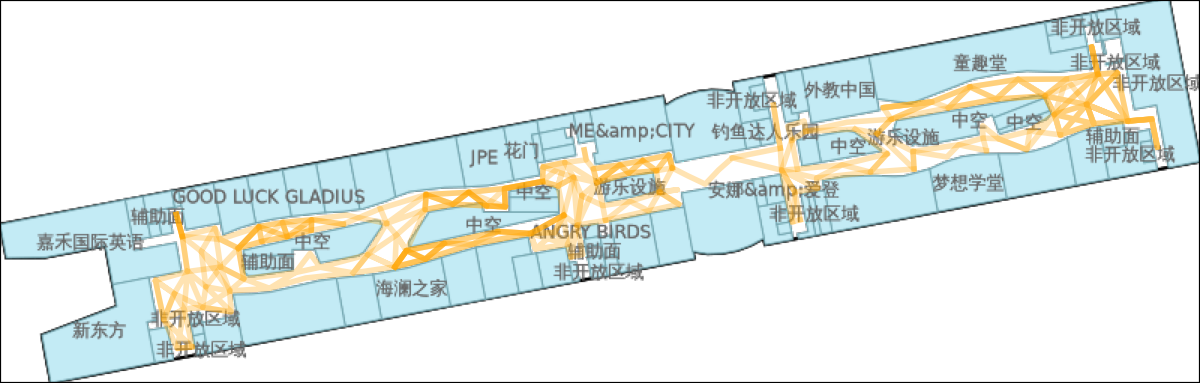 非开放区域
童趣堂
非开放区域
非开放区域
外教中国
非开放区域
中空
中空
ME&amp;CITY
钓鱼达人乐园
游乐设施
辅助面
中空
花门
JPE
非开放区域
游乐设施
梦想学堂
安娜&amp;爱登
中空
GOOD LUCK GLADIUS
辅助面
非开放区域
中空
ANGRY BIRDS
嘉禾国际英语
中空
辅助面
辅助面
非开放区域
海澜之家
非开放区域
新东方
非开放区域